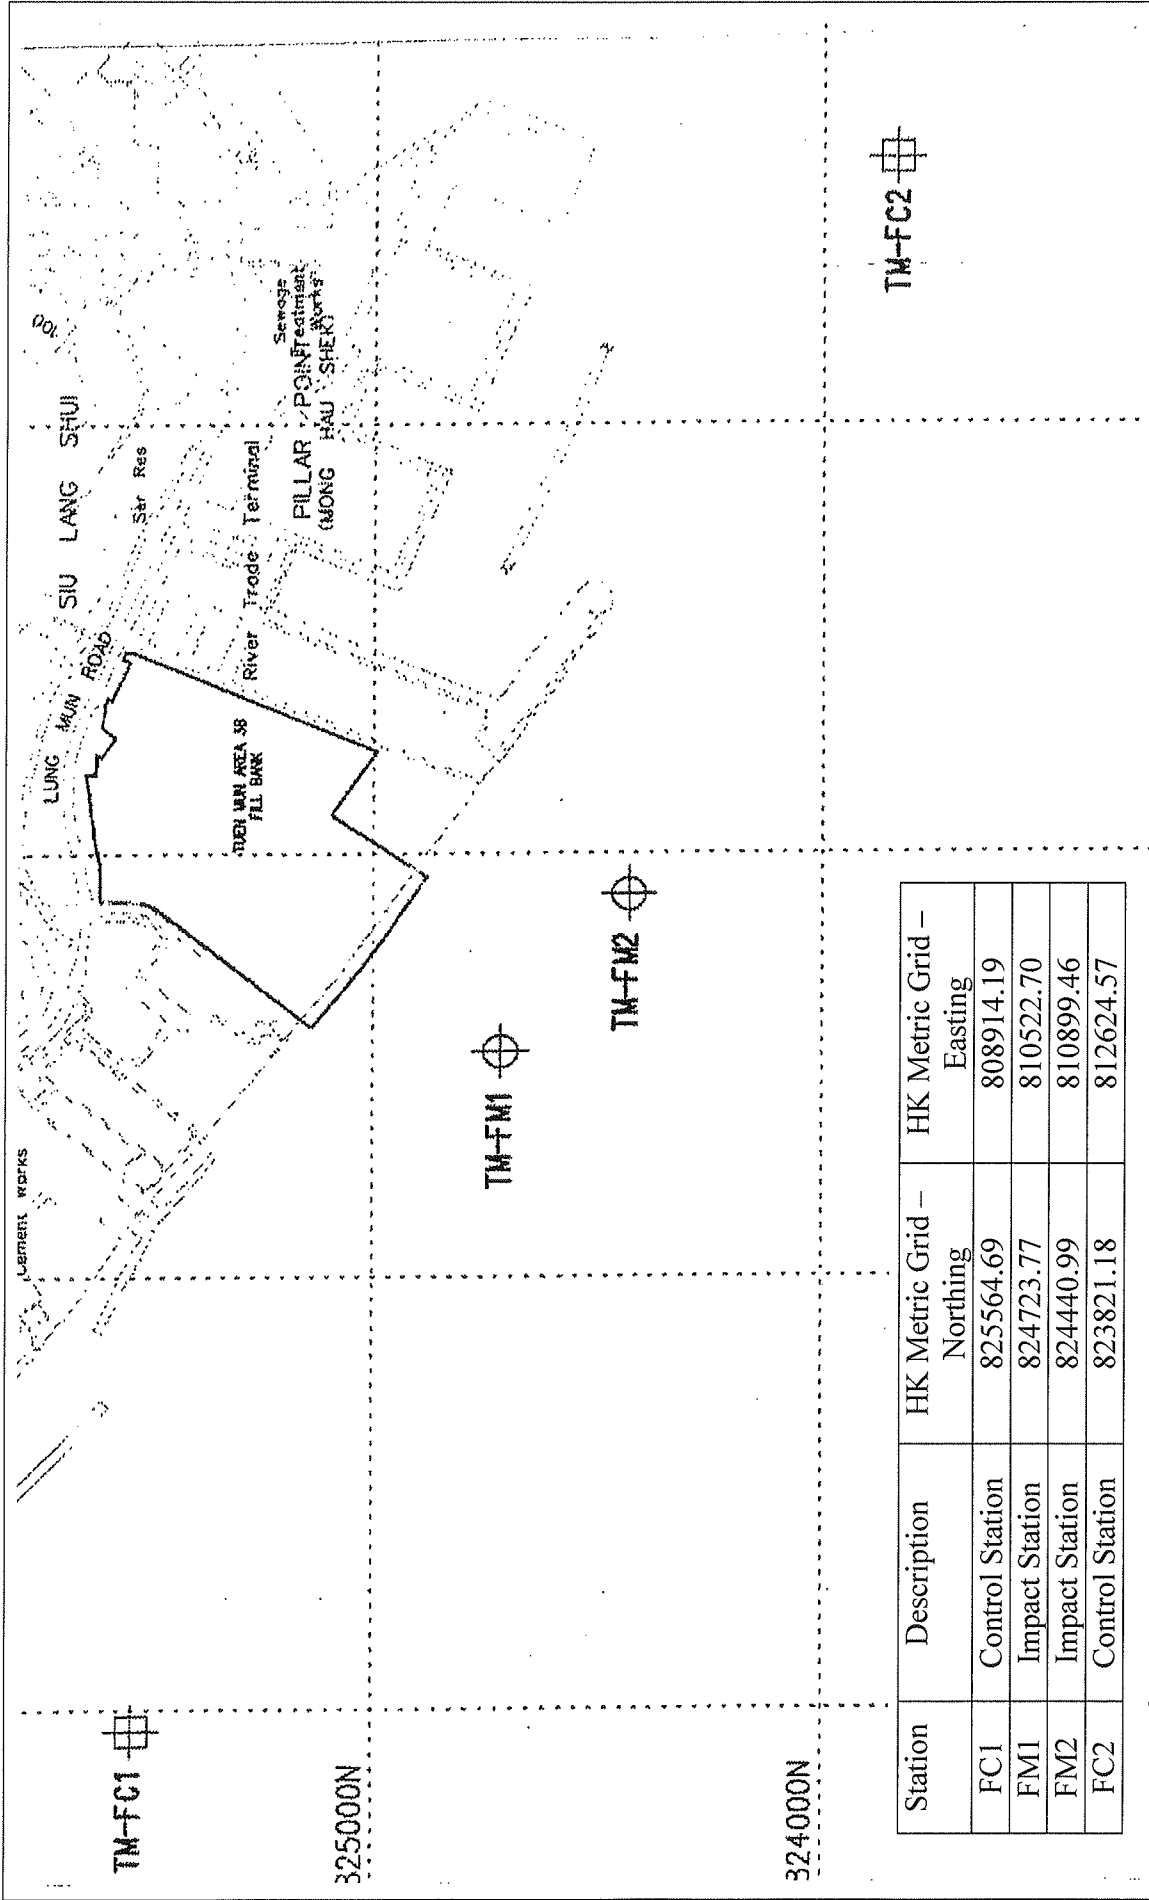 Cement works
LUNG MUN ROAD
SIU LANG SHUI
100
Ser Res
TUEN MUN AREA 38
FILL BANK
River Trade Terminal
Sewage
Treatment
Works
PILLAR POINT
(MONG HAU SHEK)
TM-FC1
TM-FM1
TM-FM2
TM-FC2
825000N
824000N
Station Description HK Metric Grid – Northing HK Metric Grid – Easting
FC1 Control Station 825564.69 808914.19
FM1 Impact Station 824723.77 810522.70
FM2 Impact Station 824440.99 810899.46
FC2 Control Station 823821.18 812624.57